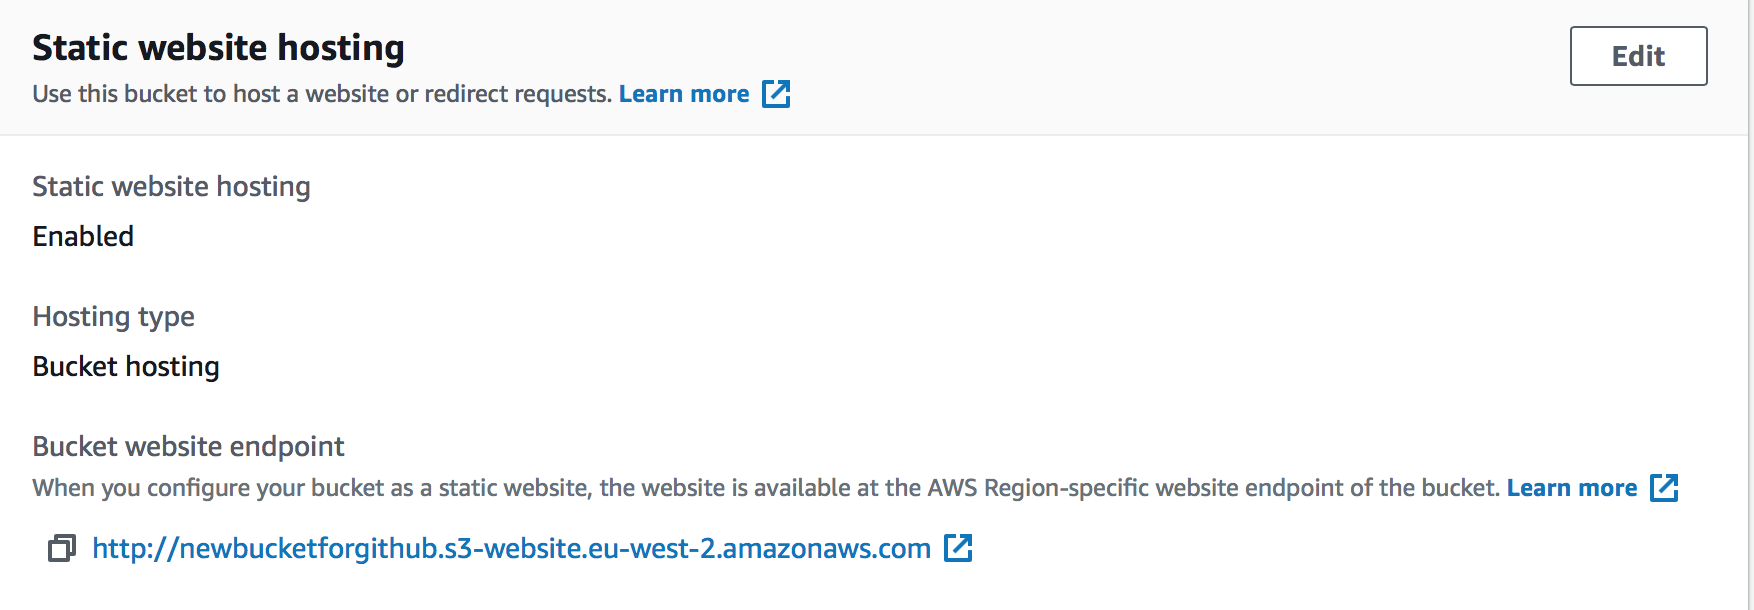 Static website hosting
Edit
Use this bucket to host a website or redirect requests. Learn more
Static website hosting
Enabled
Hosting type
Bucket hosting
Bucket website endpoint
When you configure your bucket as a static website, the website is available at the AWS Region-specific website endpoint of the bucket. Learn more
http://newbucketforgithub.s3-website.eu-west-2.amazonaws.com